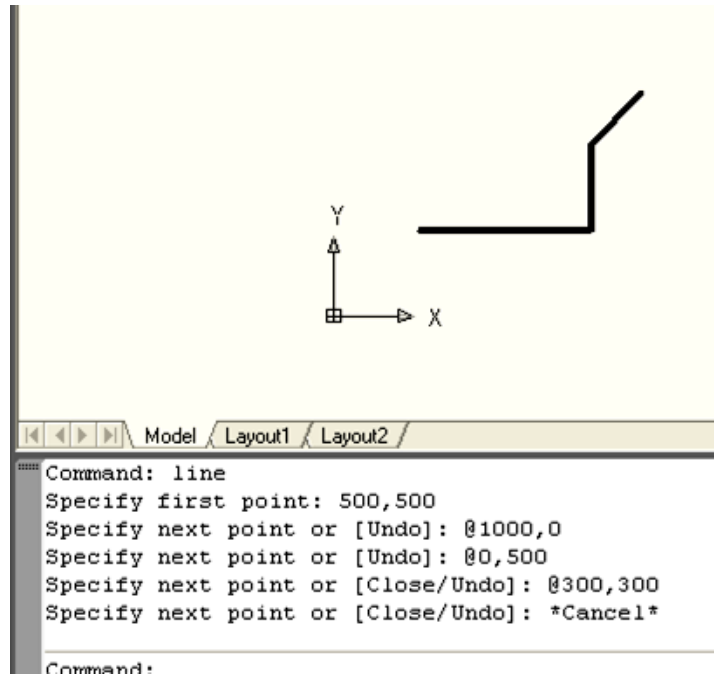 Y
X
Model Layout1 Layout2
Command: line
Specify first point: 500,500
Specify next point or [Undo]: @1000,0
Specify next point or [Undo]: @0,500
Specify next point or [Close/Undo]: @300,300
Specify next point or [Close/Undo]: *Cancel*
Command: